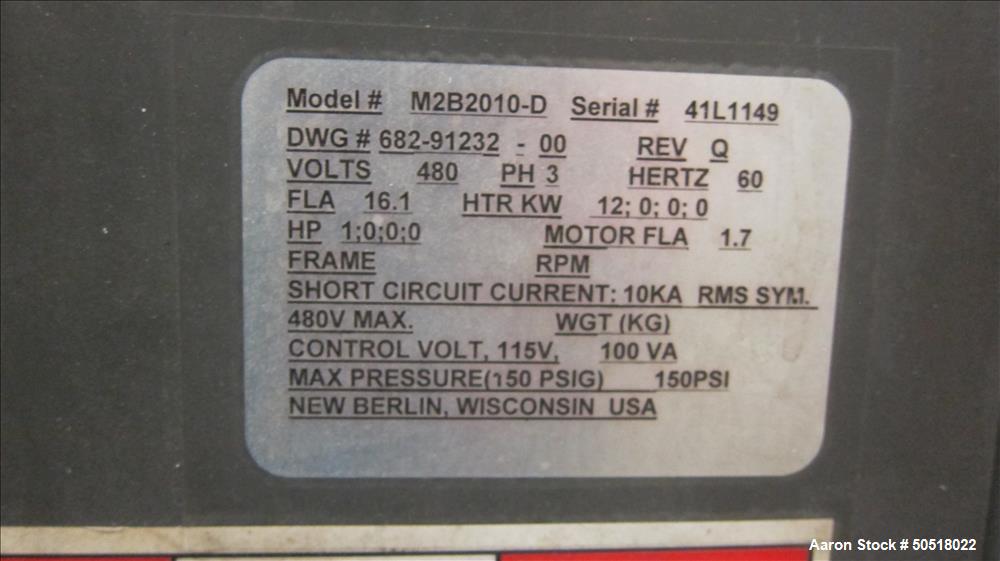 Model # M2B2010-D Serial # 41L1149
DWG # 682-91232 - 00 REV Q
VOLTS 480 PH 3 HERTZ 60
FLA 16.1 HTR KW 12; 0; 0; 0
HP 1;0;0;0 MOTOR FLA 1.7
FRAME RPM
SHORT CIRCUIT CURRENT: 10KA RMS SYM.
480V MAX. WGT (KG)
CONTROL VOLT, 115V, 100 VA
MAX PRESSURE(150 PSIG) 150PSI
NEW BERLIN, WISCONSIN USA
Aaron Stock # 50518022